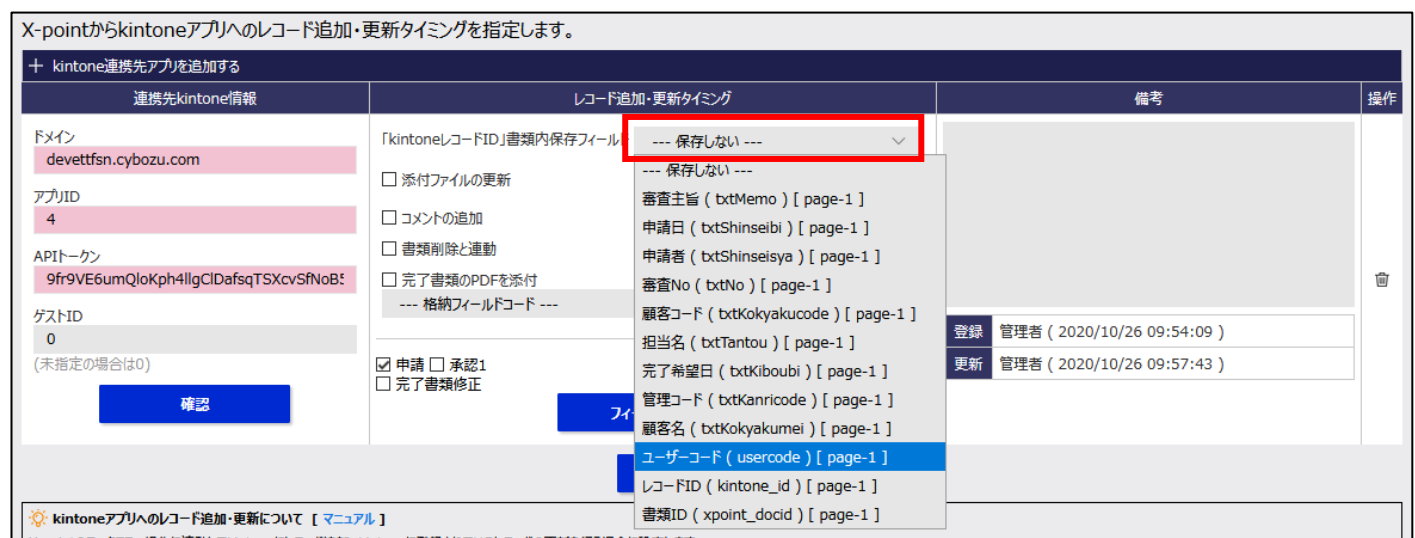 X-pointからkintoneアプリへのレコード追加・更新タイミングを指定します。
＋ kintone連携先アプリを追加する
連携先kintone情報
レコード追加・更新タイミング
備考
操作
ドメイン
devettfsn.cybozu.com
アプリID
4
APIトークン
ゲストID
0
(未指定の場合は0)
確認
「kintoneレコードID」書類内保存フィール
--- 保存しない ---
添付ファイルの更新
コメントの追加
書類削除と連動
完了書類のPDFを添付
--- 格納フィールドコード ---
申請 承認1
完了書類修正
フィ
--- 保存しない ---
審査主旨 ( txtMemo ) [ page-1 ]
申請日 ( txtShinseibi ) [ page-1 ]
申請者 ( txtShinseisya ) [ page-1 ]
審査No ( txtNo ) [ page-1 ]
顧客コード ( txtKokyakucode ) [ page-1 ]
担当名 ( txtTantou ) [ page-1 ]
完了希望日 ( txtKiboubi ) [ page-1 ]
管理コード ( txtKanricode ) [ page-1 ]
顧客名 ( txtKokyakumei ) [ page-1 ]
ユーザーコード ( usercode ) [ page-1 ]
レコードID ( kintone_id ) [ page-1 ]
書類ID ( xpoint_docid ) [ page-1 ]
登録 管理者 ( 2020/10/26 09:54:09 )
更新 管理者 ( 2020/10/26 09:57:43 )
kintoneアプリへのレコード追加・更新について [ マニュアル ]